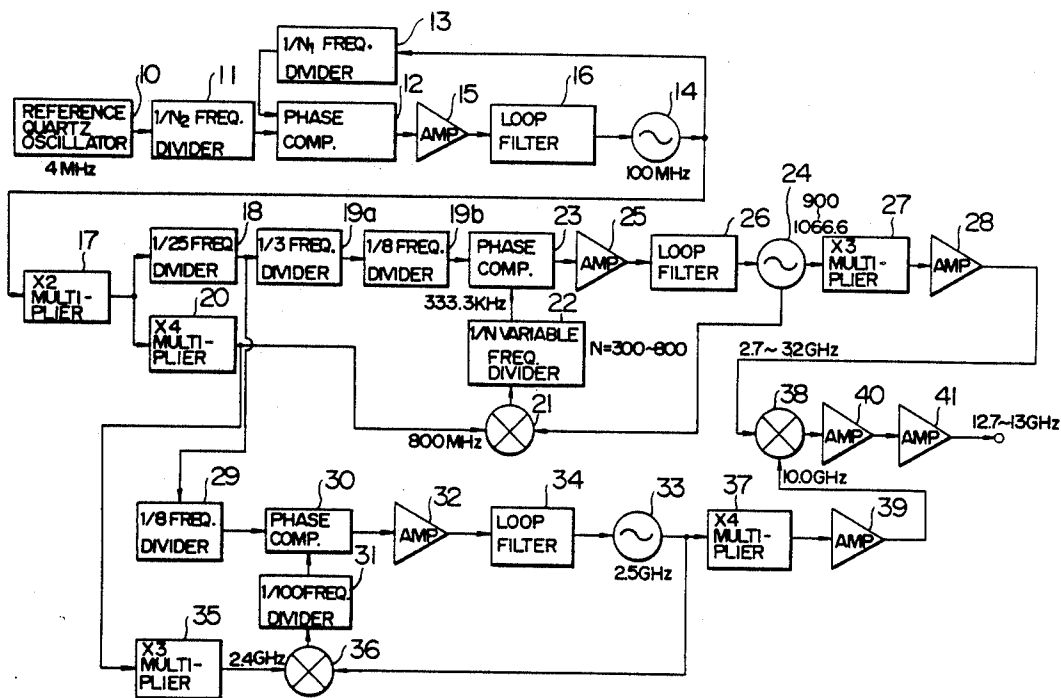 13
1/N1 FREQ.
DIVIDER
10
11
12
15
16
14
REFERENCE
QUARTZ
OSCILLATOR
4 MHz
1/N2 FREQ.
DIVIDER
PHASE
COMP.
AMP
LOOP
FILTER
100 MHz
17
X2
MULTI-
PLIER
18
1/25 FREQ.
DIVIDER
19a
1/3 FREQ.
DIVIDER
19b
1/8 FREQ.
DIVIDER
23
PHASE
COMP.
25
AMP
26
LOOP
FILTER
24
900
1066.6
27
X3
MULTI-
PLIER
28
AMP
20
X4
MULTI-
PLIER
333.3KHz
22
1/N VARIABLE
FREQ.
DIVIDER
N=300~800
21
800 MHz
2.7~32GHz
38
40
AMP
41
AMP
12.7~13GHz
10.0GHz
29
1/8 FREQ.
DIVIDER
30
PHASE
COMP.
32
AMP
34
LOOP
FILTER
33
2.5GHz
37
X4
MULTI-
PLIER
39
AMP
31
1/100FREQ.
DIVIDER
35
X3
MULTI-
PLIER
2.4GHz
36